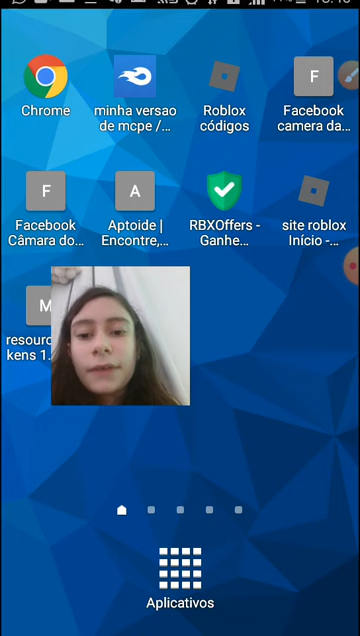 Chrome
minha versao
de mcpe /...
Roblox
códigos
F
Facebook
camera da...
F
Facebook
Câmara do...
A
Aptoide |
Encontre,...
RBXOffers -
Ganhe...
site roblox
Início -...
M
resourc
kens 1.
Aplicativos